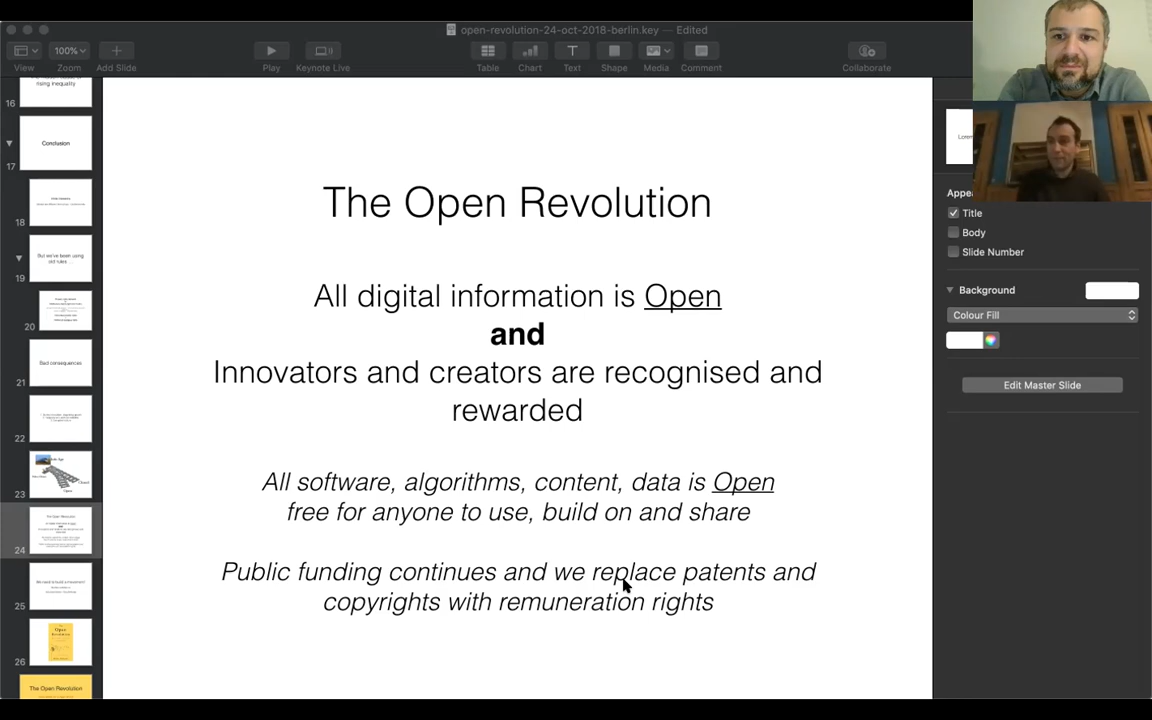 open-revolution-24-oct-2018-berlin.key — Edited
100%
View
Zoom
Add Slide
Play
Keynote Live
Table
Chart
Text
Shape
Media
Comment
Collaborate
rising inequality
16
Conclusion
17
18
But we've been using
old rules
19
20
Bad consequences
21
22
23
24
25
Open
Revolution
26
The Open Revolution
The Open Revolution
All digital information is Open
and
Innovators and creators are recognised and
rewarded
All software, algorithms, content, data is Open
free for anyone to use, build on and share
Public funding continues and we replace patents and
copyrights with remuneration rights
Title
Body
Slide Number
Background
Colour Fill
Edit Master Slide